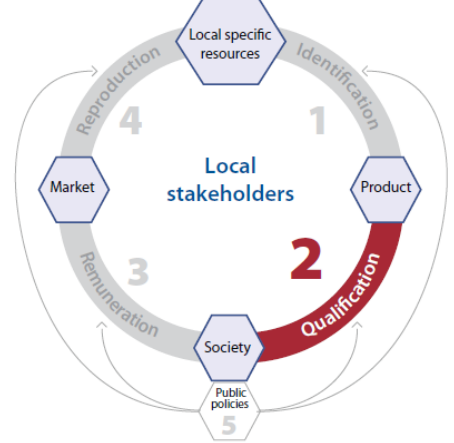 Local specific
resources
Reproduction
Identification
4
1
Local
stakeholders
Market
Product
3
2
Remuneration
Qualification
Society
Public
policies
5